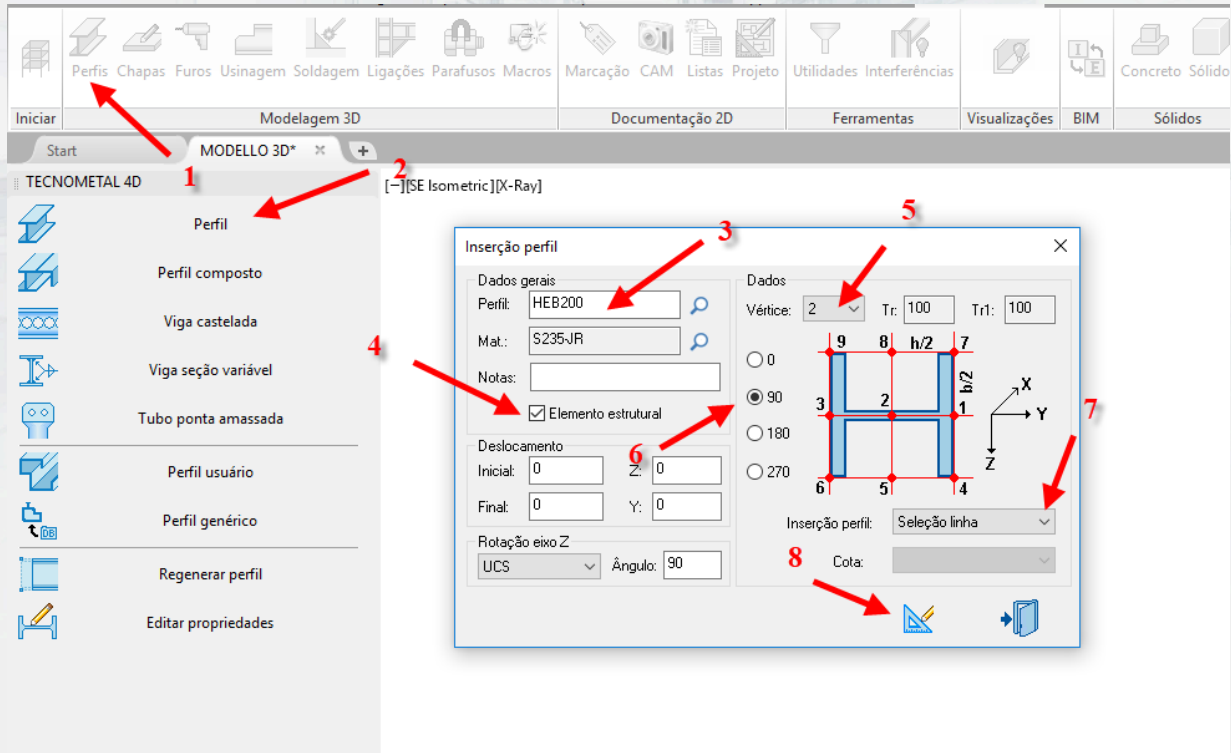 Perfis Chapas Furos Usinagem Soldagem Ligações Parafusos Macros Marcação CAM Listas Projeto Utilidades Interferências Concreto Sólido
Iniciar Modelagem 3D Documentação 2D Ferramentas Visualizações BIM Sólidos
Start MODELLO 3D*
1
2
TECNOMETAL 4D
[−][SE Isometric][X-Ray]
Perfil
Perfil composto
Viga castelada
Viga seção variável
Tubo ponta amassada
Perfil usuário
Perfil genérico
DB
Regenerar perfil
Editar propriedades
3
5
Inserção perfil
Dados gerais
Perfil: HEB200
Mat.: S235-JR
4
Notas:
Elemento estrutural
Deslocamento
Inicial: 0 Z: 0
Final: 0 Y: 0
Rotação eixo Z
UCS Ângulo: 90
Dados
Vértice: 2 Tr: 100 Tr1: 100
9 8 h/2 7
0
b/2
X
90
3 2 1 Y
7
6
180
Z
270
6 5 4
Inserção perfil: Seleção linha
8
Cota: